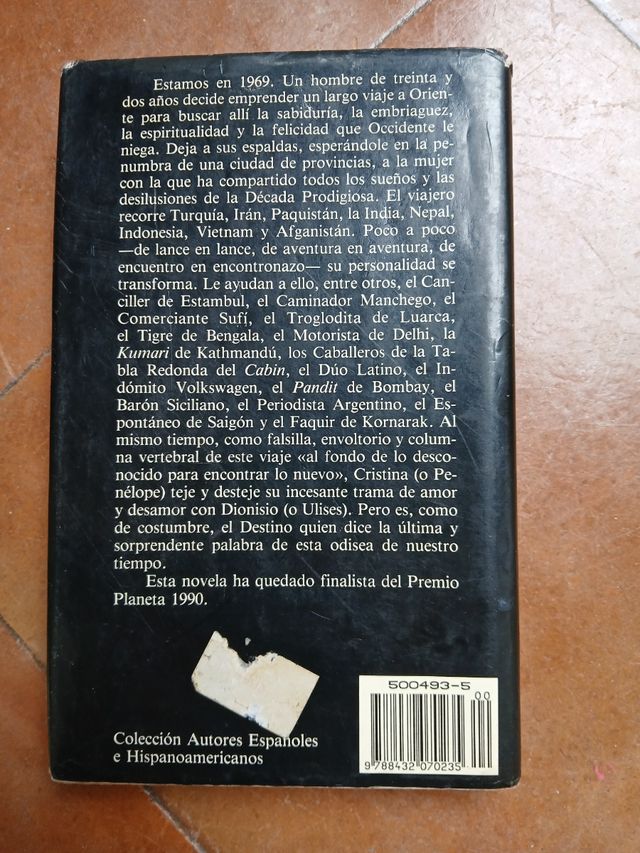 Estamos en 1969. Un hombre de treinta y
dos años decide emprender un largo viaje a Orien-
te para buscar allí la sabiduría, la embriaguez,
la espiritualidad y la felicidad que Occidente le
niega. Deja a sus espaldas, esperándole en la pe-
numbra de una ciudad de provincias, a la mujer
con la que ha compartido todos los sueños y las
desilusiones de la Década Prodigiosa. El viajero
recorre Turquía, Irán, Paquistán, la India, Nepal,
Indonesia, Vietnam y Afganistán. Poco a poco
—de lance en lance, de aventura en aventura, de
encuentro en encontronazo— su personalidad se
transforma. Le ayudan a ello, entre otros, el Can-
ciller de Estambul, el Caminador Manchego, el
Comerciante Sufí, el Troglodita de Luarca, el
el Tigre de Bengala, el Motorista de Delhi, la
Kumari de Kathmandú, los Caballeros de la Ta-
bla Redonda del Cabin, el Dúo Latino, el In-
dómito Volkswagen, el Pandit de Bombay, el
Barón Siciliano, el Periodista Argentino, el Es-
pontáneo de Saigón y el Faquir de Kornarak. Al
mismo tiempo, como falsilla, envoltorio y colum-
na vertebral de este viaje «al fondo de lo desco-
nocido para encontrar lo nuevo», Cristina (o Pe-
nélope) teje y desteje su incesante trama de amor
y desamor con Dionisio (o Ulises). Pero es, como
de costumbre, el Destino quien dice la última y
sorprendente palabra de esta odisea de nuestro
tiempo.
Esta novela ha quedado finalista del Premio
Planeta 1990.
500493-5
00
9 788432 070235
Colección Autores Españoles
e Hispanoamericanos